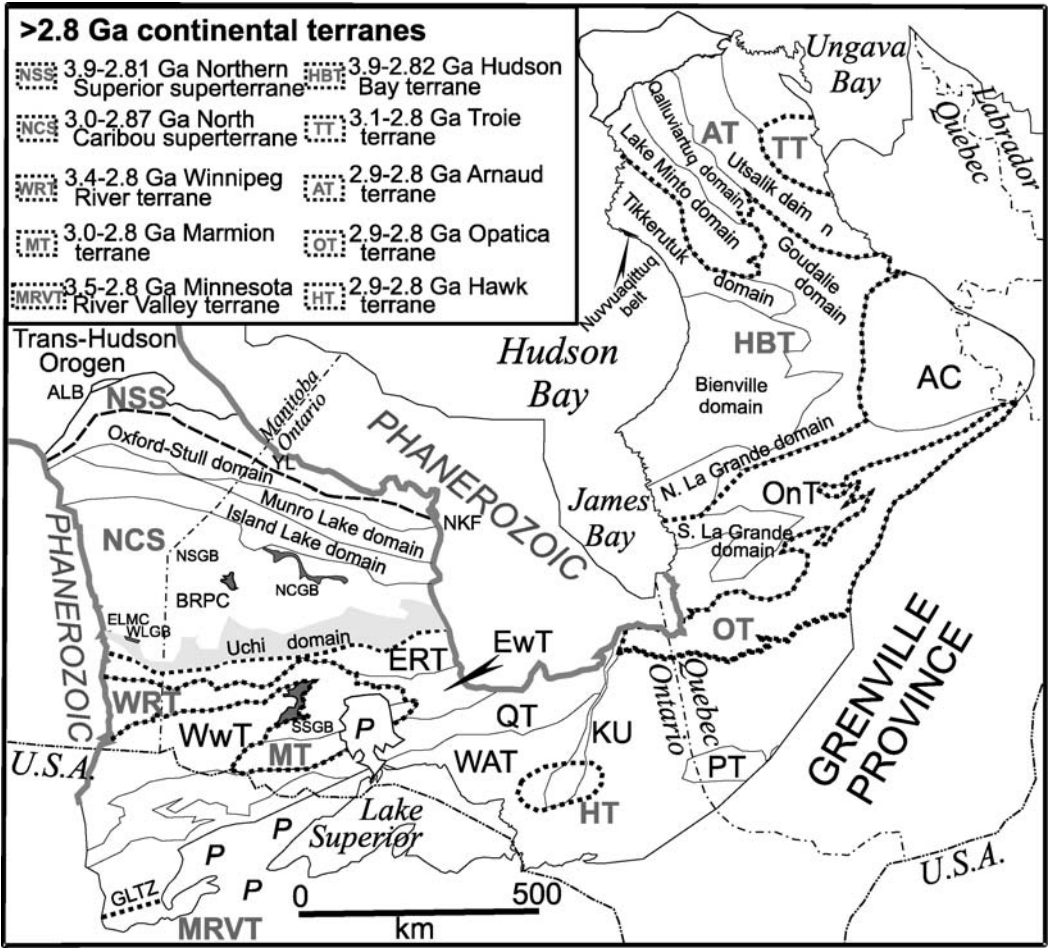 >2.8 Ga continental terranes
NSS 3.9-2.81 Ga Northern
Superior superterrane
NCS 3.0-2.87 Ga North
Caribou superterrane
WRT 3.4-2.8 Ga Winnipeg
River terrane
MT 3.0-2.8 Ga Marmion
terrane
MRVT 3.5-2.8 Ga Minnesota
River Valley terrane
HBT 3.9-2.82 Ga Hudson
Bay terrane
TT 3.1-2.8 Ga Troie
terrane
AT 2.9-2.8 Ga Arnaud
terrane
OT 2.9-2.8 Ga Opatica
terrane
HT 2.9-2.8 Ga Hawk
terrane
Ungava
Bay
Labrador
Quebec
AT
TT
Qalluviartuq domain
Utsalik dam
n
Lake Minto domain
Tikkerutuk
domain
Goudalie
domain
Nuvvuaqittuq
belt
Hudson
Bay
HBT
Bienville
domain
AC
Trans-Hudson
Orogen
ALB
NSS
Manitoba
Ontario
YL
PHANEROZOIC
Oxford-Stull domain
Munro Lake domain
Island Lake domain
NKF
James
Bay
N. La Grande domain
OnT
S. La Grande
domain
PHANEROZOIC
NCS
NSGB
BRPC
NCGB
ELMC
WLGB
Uchi domain
ERT
EwT
OT
Quebec
Ontario
WRT
WwT
SSGB
MT
P
QT
WAT
KU
PT
HT
GRENVILLE
PROVINCE
U.S.A.
Lake
Superior
P
P
P
GLTZ
MRVT
0
500
km
U.S.A.